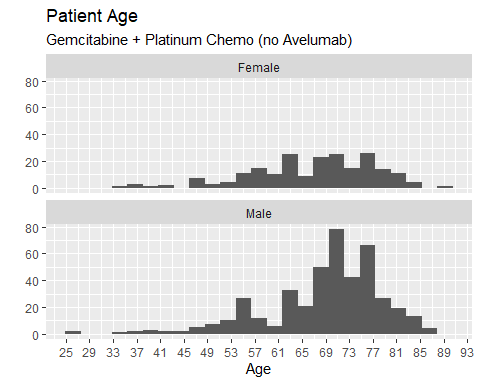 Patient Age
Gemcitabine + Platinum Chemo (no Avelumab)
Female
80
60
40
20
0
Male
80
60
40
20
0
25 29 33 37 41 45 49 53 57 61 65 69 73 77 81 85 89 93
Age